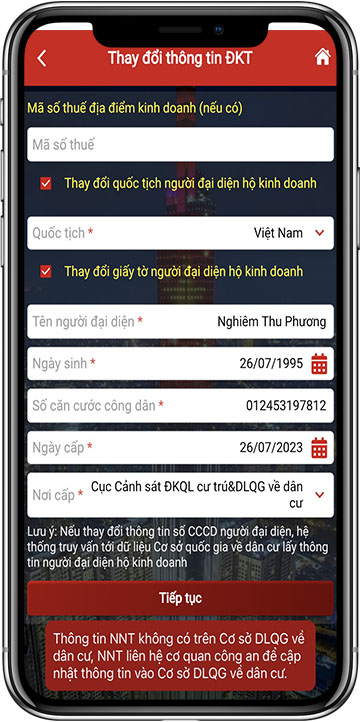 Thay đổi thông tin ĐKT
Mã số thuế địa điểm kinh doanh (nếu có)
Mã số thuế
Thay đổi quốc tịch người đại diện hộ kinh doanh
Quốc tịch * Việt Nam
Thay đổi giấy tờ người đại diện hộ kinh doanh
Tên người đại diện * Nghiêm Thu Phương
Ngày sinh * 26/07/1995
Số căn cước công dân * 012453197812
Ngày cấp * 26/07/2023
Nơi cấp * Cục Cảnh sát ĐKQL cư trú&DLQG về dân
cư
Lưu ý: Nếu thay đổi thông tin số CCCD người đại diện, hệ
thống truy vấn tới dữ liệu Cơ sở quốc gia về dân cư lấy thông
tin người đại diện hộ kinh doanh
Tiếp tục
Thông tin NNT không có trên Cơ sở DLQG về
dân cư, NNT liên hệ cơ quan công an để cập
nhật thông tin vào Cơ sở DLQG về dân cư.